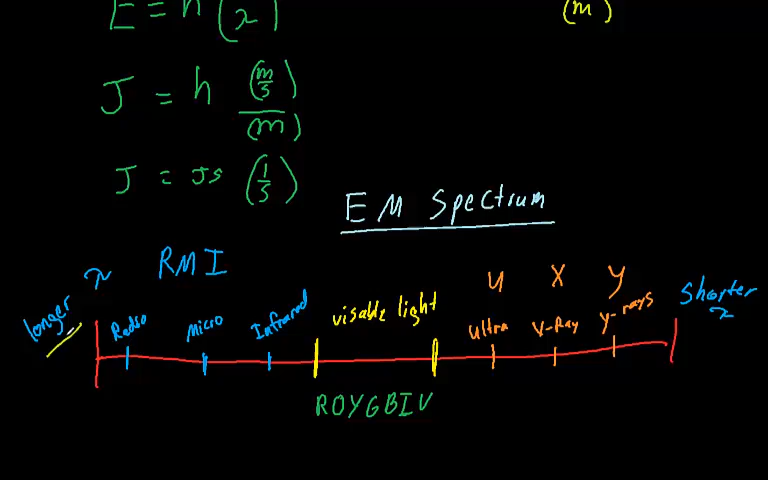 E = h (c/λ)
(m)
J = h (m/s)/(m)
J = Js (1/s)
EM Spectrum
λ RMI U X γ
longer Radio Micro Infrared visable light Ultra X-Ray γ-rays Shorter λ
ROYGBIV